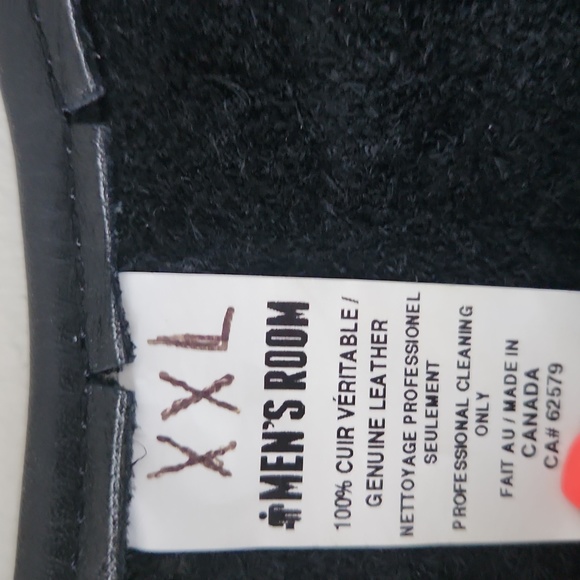 XXL
MEN'S ROOM
100% CUIR VÉRITABLE /
GENUINE LEATHER
NETTOYAGE PROFESSIONEL
SEULEMENT
PROFESSIONAL CLEANING
ONLY
FAIT AU / MADE IN
CANADA
CA# 62579